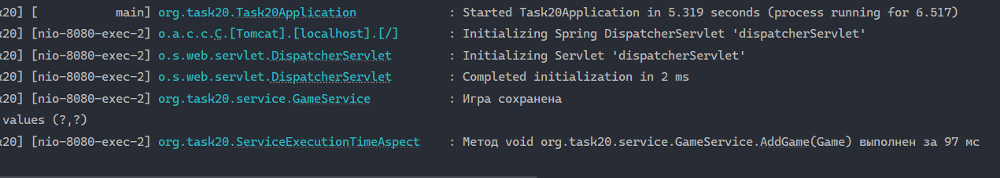 k20] [           main] org.task20.Task20Application             : Started Task20Application in 5.319 seconds (process running for 6.517)
k20] [nio-8080-exec-2] o.a.c.c.C.[Tomcat].[localhost].[/]       : Initializing Spring DispatcherServlet 'dispatcherServlet'
k20] [nio-8080-exec-2] o.s.web.servlet.DispatcherServlet        : Initializing Servlet 'dispatcherServlet'
k20] [nio-8080-exec-2] o.s.web.servlet.DispatcherServlet        : Completed initialization in 2 ms
k20] [nio-8080-exec-2] org.task20.service.GameService           : Игра сохранена
values (?,?)
k20] [nio-8080-exec-2] org.task20.ServiceExecutionTimeAspect    : Метод void org.task20.service.GameService.AddGame(Game) выполнен за 97 мс